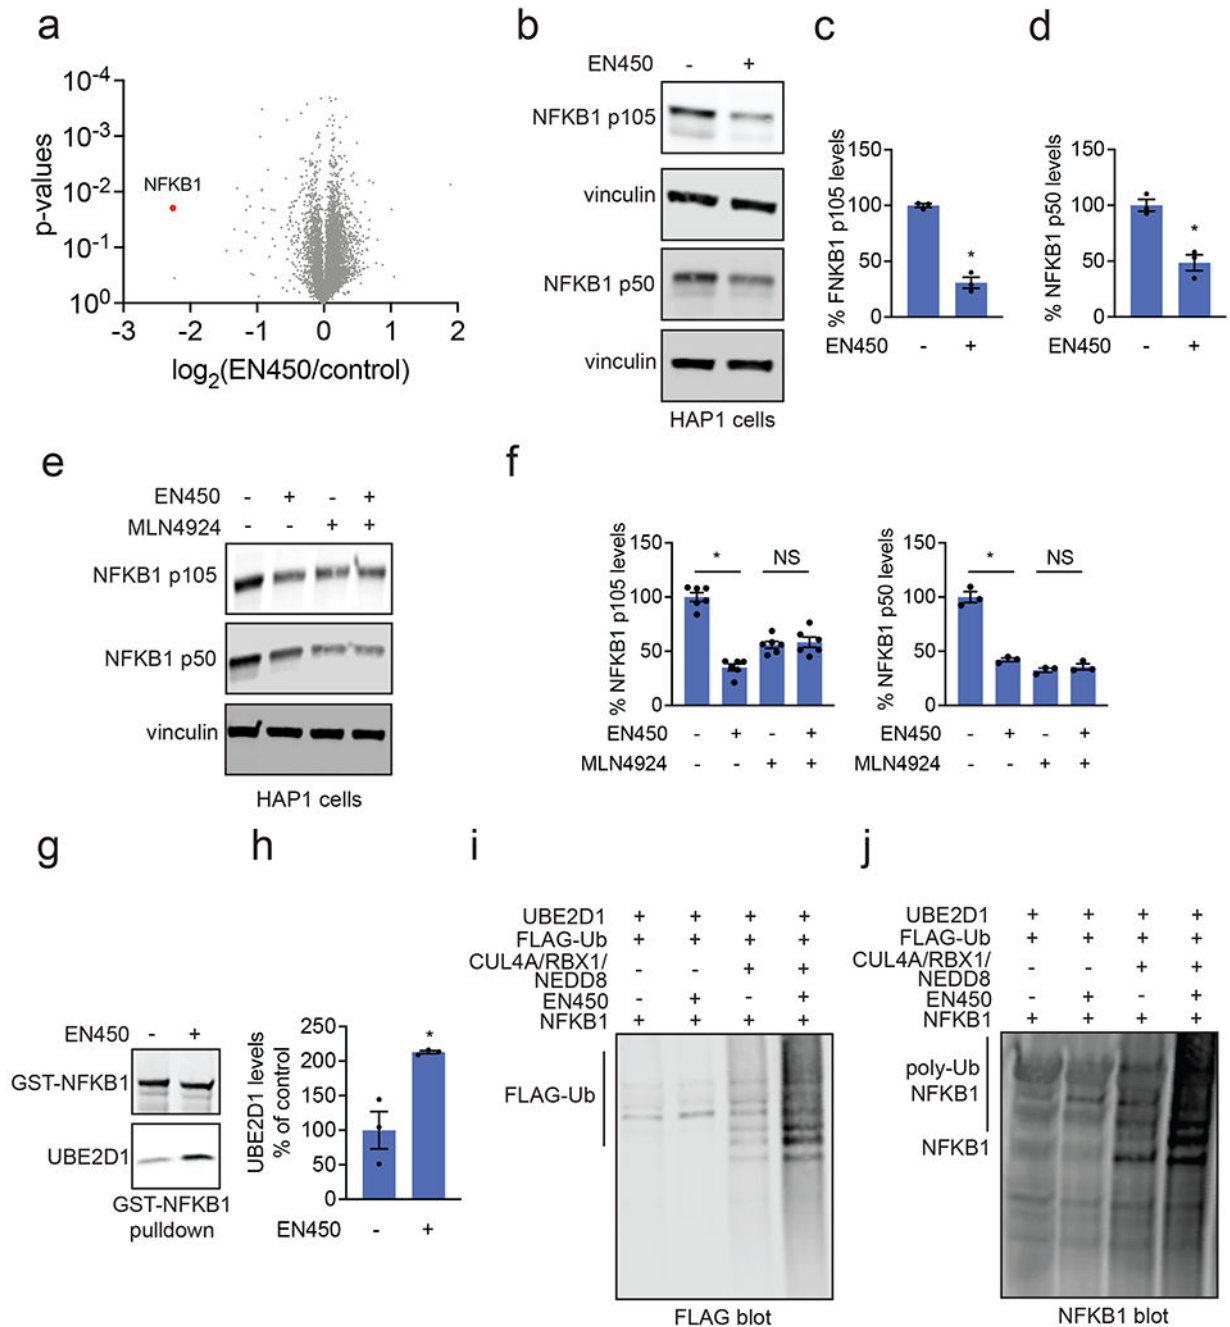 a
10-4
10-3
10-2
10-1
100
p-values
NFKB1
-3 -2 -1 0 1 2
log2(EN450/control)
b
EN450 - +
NFKB1 p105
vinculin
NFKB1 p50
vinculin
HAP1 cells
c
% FNKB1 p105 levels
150
100
50
0
*
EN450 - +
d
% NFKB1 p50 levels
150
100
50
0
*
EN450 - +
e
EN450 - + - +
MLN4924 - - + +
NFKB1 p105
NFKB1 p50
vinculin
HAP1 cells
f
% NFKB1 p105 levels
150
100
50
0
* NS
EN450 - + - +
MLN4924 - - + +
% NFKB1 p50 levels
150
100
50
0
* NS
EN450 - + - +
MLN4924 - - + +
g
EN450 - +
GST-NFKB1
UBE2D1
GST-NFKB1
pulldown
h
UBE2D1 levels
% of control
250
200
150
100
50
0
*
EN450 - +
i
UBE2D1 + + + +
FLAG-Ub + + + +
CUL4A/RBX1/
NEDD8 - - + +
EN450 - + - +
NFKB1 + + + +
FLAG-Ub
FLAG blot
j
UBE2D1 + + + +
FLAG-Ub + + + +
CUL4A/RBX1/
NEDD8 - - + +
EN450 - + - +
NFKB1 + + + +
poly-Ub
NFKB1
NFKB1
NFKB1 blot